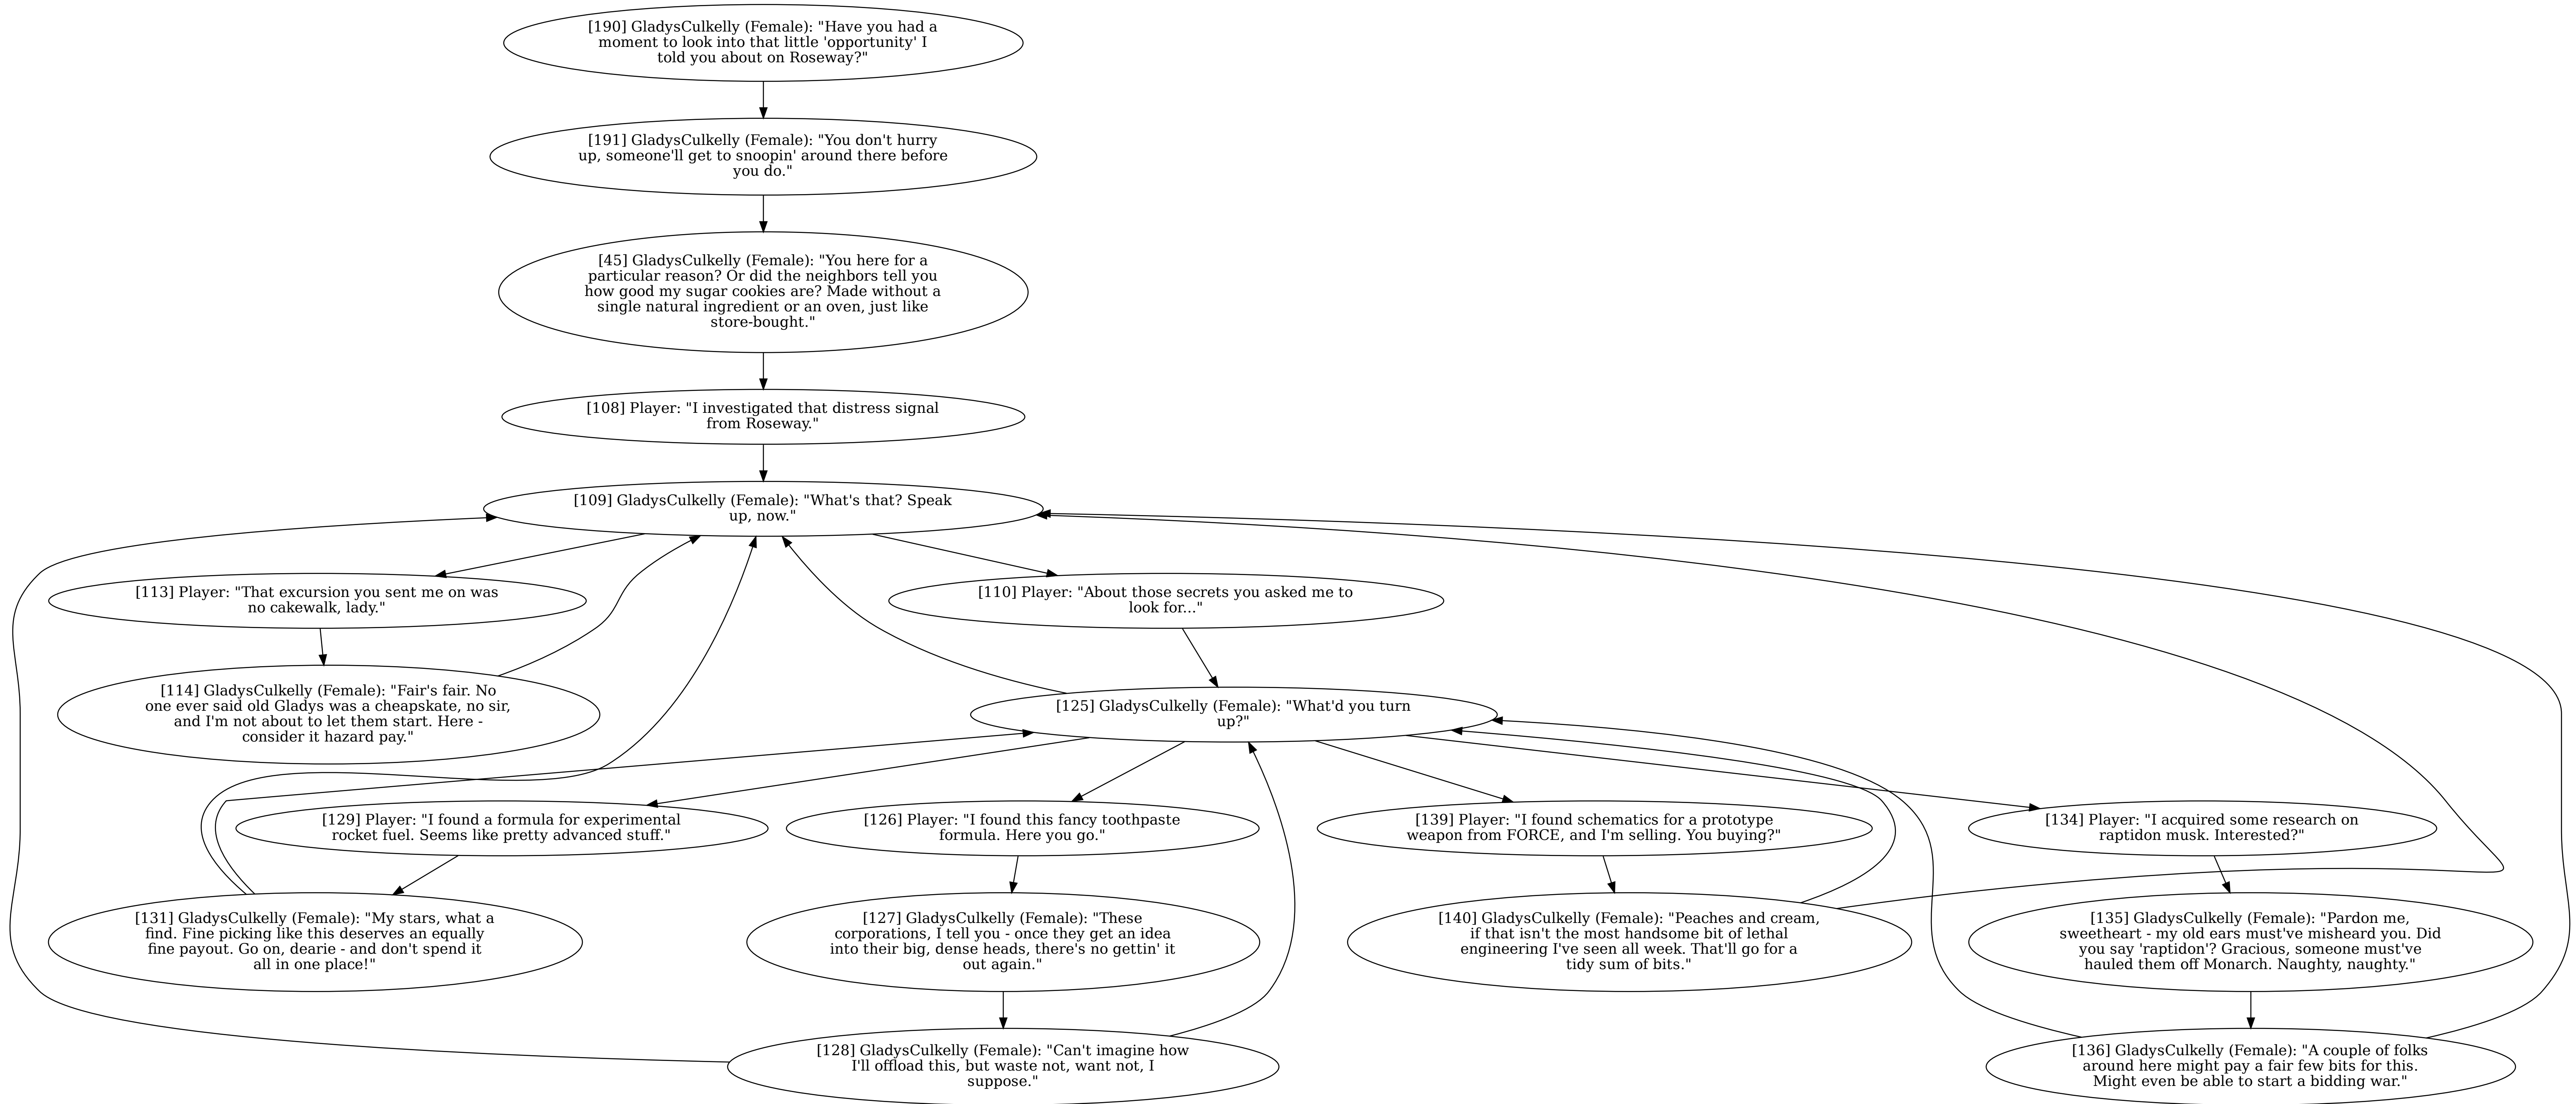 [190] GladysCulkelly (Female): "Have you had a
moment to look into that little 'opportunity' I
told you about on Roseway?"
[191] GladysCulkelly (Female): "You don't hurry
up, someone'll get to snoopin' around there before
you do."
[45] GladysCulkelly (Female): "You here for a
particular reason? Or did the neighbors tell you
how good my sugar cookies are? Made without a
single natural ingredient or an oven, just like
store-bought."
[108] Player: "I investigated that distress signal
from Roseway."
[109] GladysCulkelly (Female): "What's that? Speak
up, now."
[113] Player: "That excursion you sent me on was
no cakewalk, lady."
[110] Player: "About those secrets you asked me to
look for..."
[114] GladysCulkelly (Female): "Fair's fair. No
one ever said old Gladys was a cheapskate, no sir,
and I'm not about to let them start. Here -
consider it hazard pay."
[125] GladysCulkelly (Female): "What'd you turn
up?"
[129] Player: "I found a formula for experimental
rocket fuel. Seems like pretty advanced stuff."
[126] Player: "I found this fancy toothpaste
formula. Here you go."
[139] Player: "I found schematics for a prototype
weapon from FORCE, and I'm selling. You buying?"
[134] Player: "I acquired some research on
raptidon musk. Interested?"
[131] GladysCulkelly (Female): "My stars, what a
find. Fine picking like this deserves an equally
fine payout. Go on, dearie - and don't spend it
all in one place!"
[127] GladysCulkelly (Female): "These
corporations, I tell you - once they get an idea
into their big, dense heads, there's no gettin' it
out again."
[140] GladysCulkelly (Female): "Peaches and cream,
if that isn't the most handsome bit of lethal
engineering I've seen all week. That'll go for a
tidy sum of bits."
[135] GladysCulkelly (Female): "Pardon me,
sweetheart - my old ears must've misheard you. Did
you say 'raptidon'? Gracious, someone must've
hauled them off Monarch. Naughty, naughty."
[128] GladysCulkelly (Female): "Can't imagine how
I'll offload this, but waste not, want not, I
suppose."
[136] GladysCulkelly (Female): "A couple of folks
around here might pay a fair few bits for this.
Might even be able to start a bidding war."